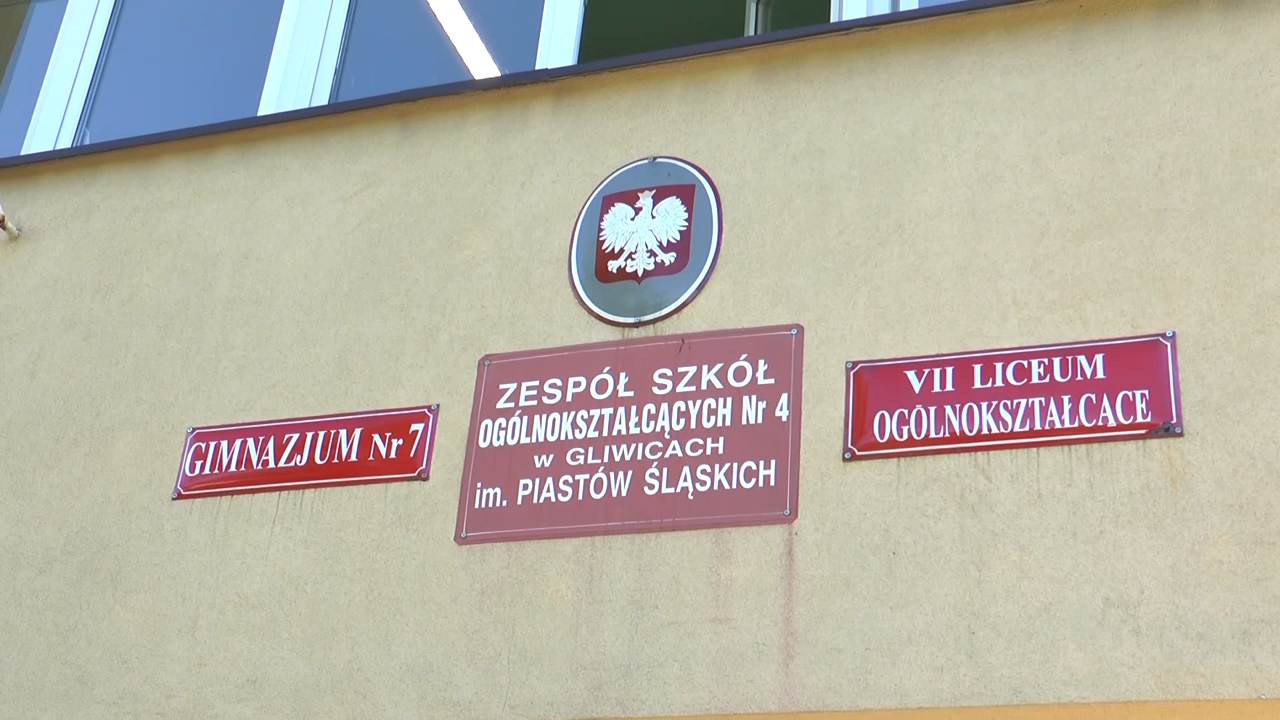 GIMNAZJUM Nr 7
ZESPÓŁ SZKÓŁ
OGÓLNOKSZTAŁCĄCYCH Nr 4
w GLIWICACH
im. PIASTÓW ŚLĄSKICH
VII LICEUM
OGÓLNOKSZTAŁCĄCE